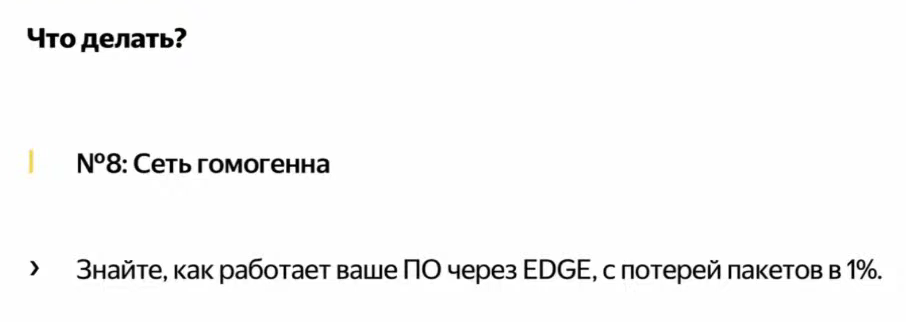 Что делать?
№8: Сеть гомогенна
› Знайте, как работает ваше ПО через EDGE, с потерей пакетов в 1%.